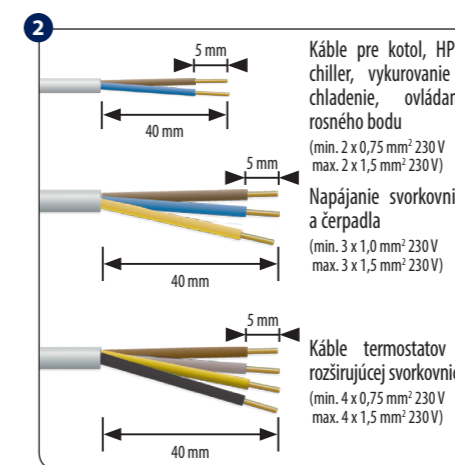 2
5 mm
40 mm
Káble pre kotol, HP
chiller, vykurovanie
chladenie,
rosného bodu
(min. 2 x 0,75 mm² 230 V
max. 2 x 1,5 mm² 230 V)
5 mm
40 mm
Napájanie
a čerpadla
(min. 3 x 1,0 mm² 230 V
max. 3 x 1,5 mm² 230 V)
5 mm
40 mm
Káble termostatov
rozširujúcej
(min. 4 x 0,75 mm² 230 V
max. 4 x 1,5 mm² 230 V)